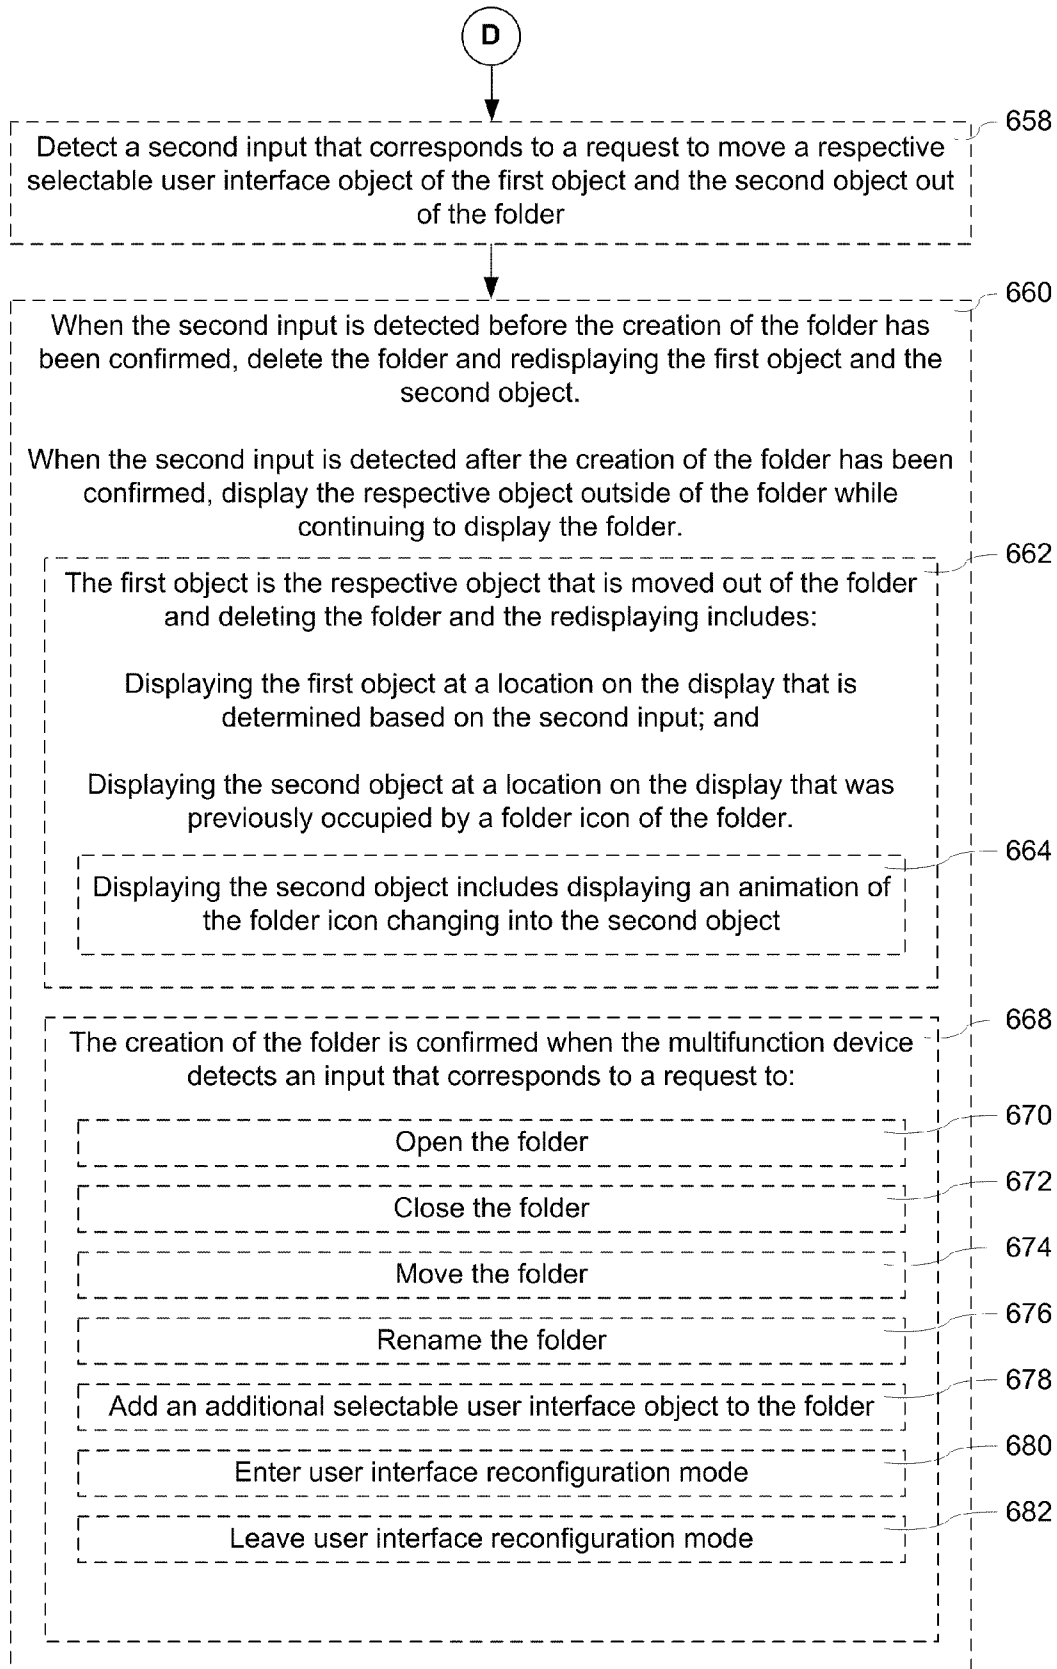 D
658
Detect a second input that corresponds to a request to move a respective
selectable user interface object of the first object and the second object out
of the folder
660
When the second input is detected before the creation of the folder has
been confirmed, delete the folder and redisplaying the first object and the
second object.
When the second input is detected after the creation of the folder has been
confirmed, display the respective object outside of the folder while
continuing to display the folder.
662
The first object is the respective object that is moved out of the folder
and deleting the folder and the redisplaying includes:
Displaying the first object at a location on the display that is
determined based on the second input; and
Displaying the second object at a location on the display that was
previously occupied by a folder icon of the folder.
664
Displaying the second object includes displaying an animation of
the folder icon changing into the second object
668
The creation of the folder is confirmed when the multifunction device
detects an input that corresponds to a request to:
670
Open the folder
672
Close the folder
674
Move the folder
676
Rename the folder
678
Add an additional selectable user interface object to the folder
680
Enter user interface reconfiguration mode
682
Leave user interface reconfiguration mode